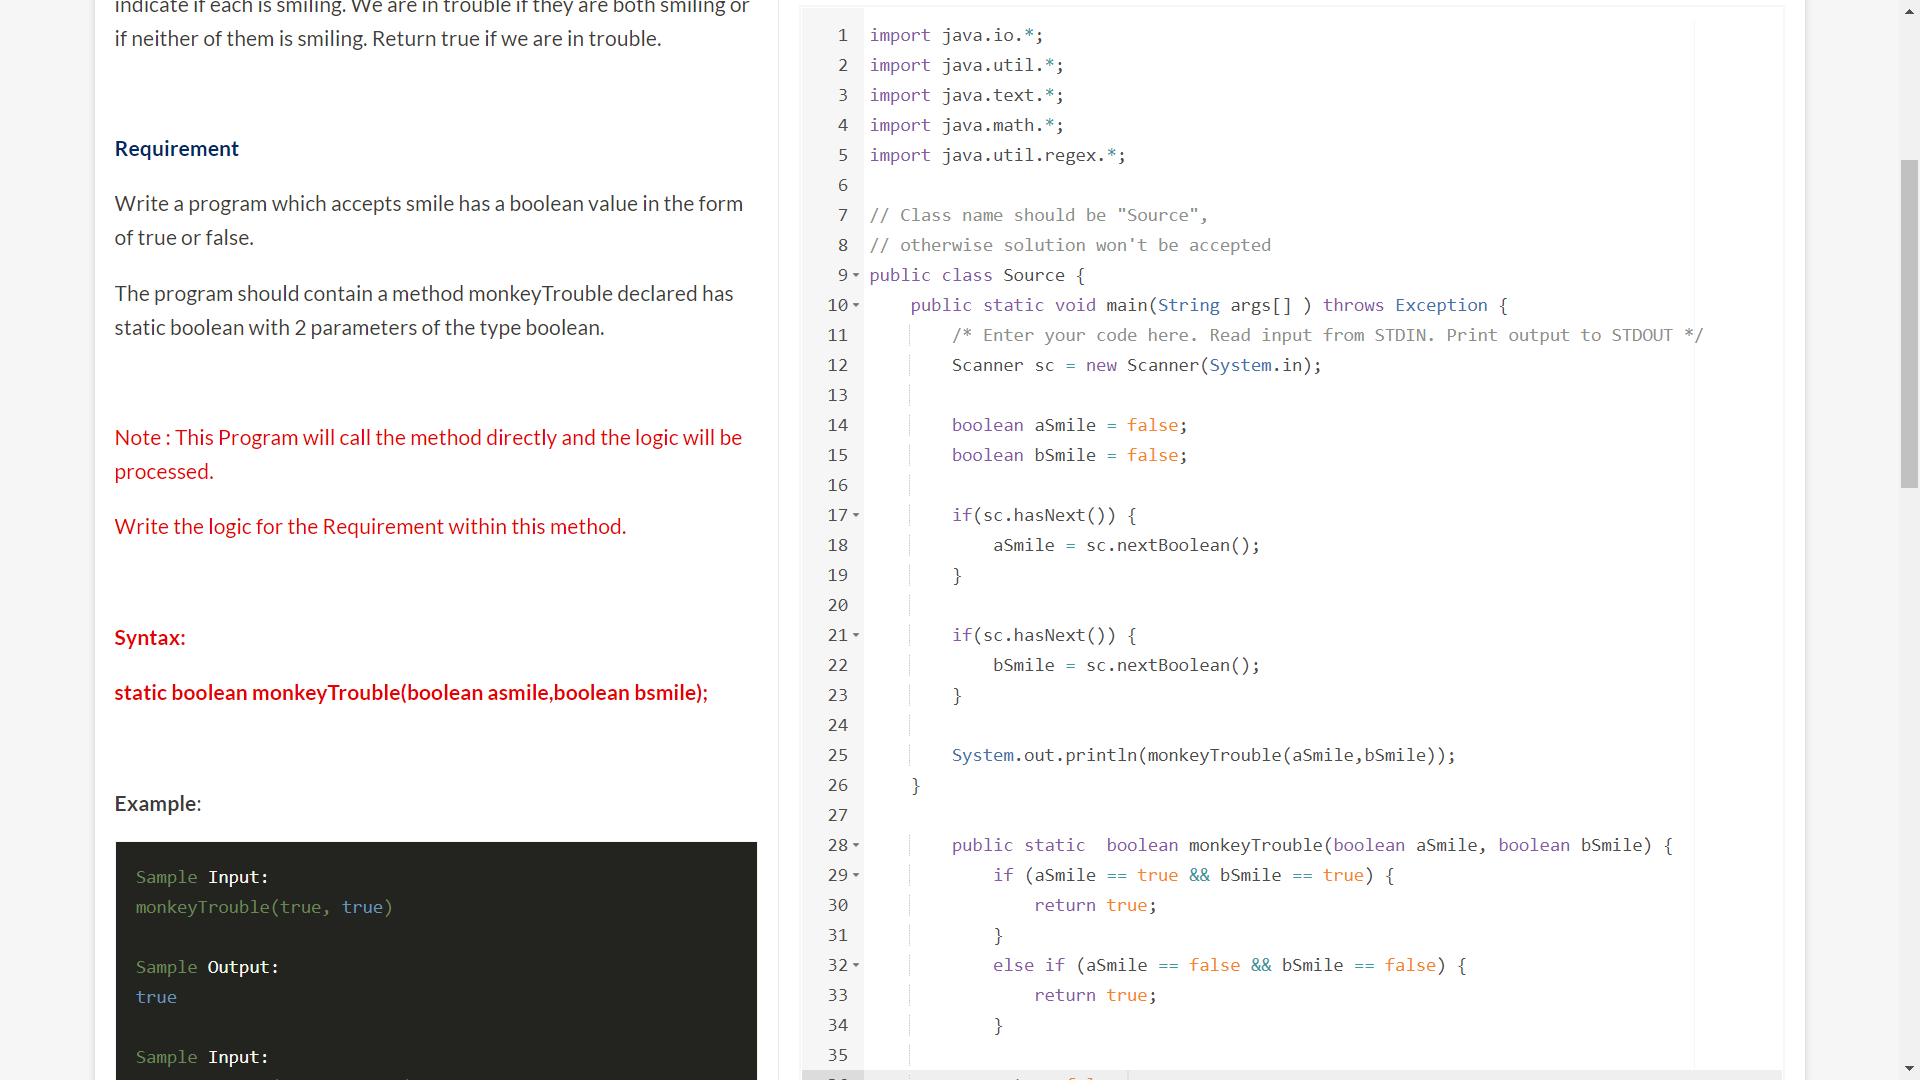 indicate if each is smiling. We are in trouble if they are both smiling or
if neither of them is smiling. Return true if we are in trouble.
Requirement
Write a program which accepts smile has a boolean value in the form
of true or false.
The program should contain a method monkeyTrouble declared has
static boolean with 2 parameters of the type boolean.
Note : This Program will call the method directly and the logic will be
processed.
Write the logic for the Requirement within this method.
Syntax:
static boolean monkeyTrouble(boolean asmile,boolean bsmile);
Example:
Sample Input:
monkeyTrouble(true, true)
Sample Output:
true
Sample Input:
1 import java.io.*;
2 import java.util.*;
3 import java.text.*;
4 import java.math.*;
5 import java.util.regex.*;
6
7 // Class name should be "Source",
8 // otherwise solution won't be accepted
9 public class Source {
10 public static void main(String args[] ) throws Exception {
11 /* Enter your code here. Read input from STDIN. Print output to STDOUT */
12 Scanner sc = new Scanner(System.in);
13
14 boolean aSmile = false;
15 boolean bSmile = false;
16
17 if(sc.hasNext()) {
18 aSmile = sc.nextBoolean();
19 }
20
21 if(sc.hasNext()) {
22 bSmile = sc.nextBoolean();
23 }
24
25 System.out.println(monkeyTrouble(aSmile,bSmile));
26 }
27
28 public static  boolean monkeyTrouble(boolean aSmile, boolean bSmile) {
29 if (aSmile == true && bSmile == true) {
30 return true;
31 }
32 else if (aSmile == false && bSmile == false) {
33 return true;
34 }
35